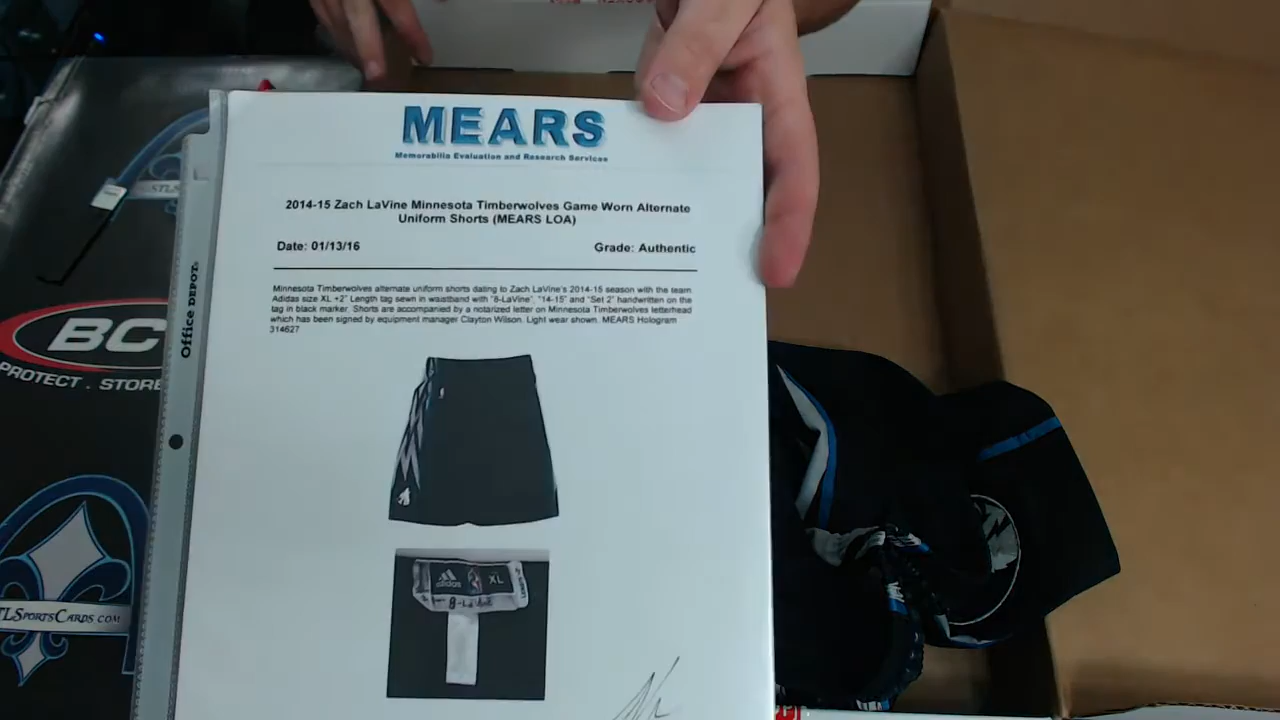 MEARS
Memorabilia Evaluation and Research Services
2014-15 Zach LaVine Minnesota Timberwolves Game Worn Alternate
Uniform Shorts (MEARS LOA)
Date: 01/13/16
Grade: Authentic
Minnesota Timberwolves alternate uniform shorts dating to Zach LaVine's 2014-15 season with the team.
Adidas size XL +2" Length tag sewn in waistband with "8-LaVine", "14-15" and "Set 2" handwritten on the
tag in black marker. Shorts are accompanied by a notarized letter on Minnesota Timberwolves letterhead
which has been signed by equipment manager Clayton Wilson. Light wear shown. MEARS Hologram
314627
adidas
XL
Office DEPOT
BC
PROTECT . STORE
TLSPORTSCARDS.COM
STL